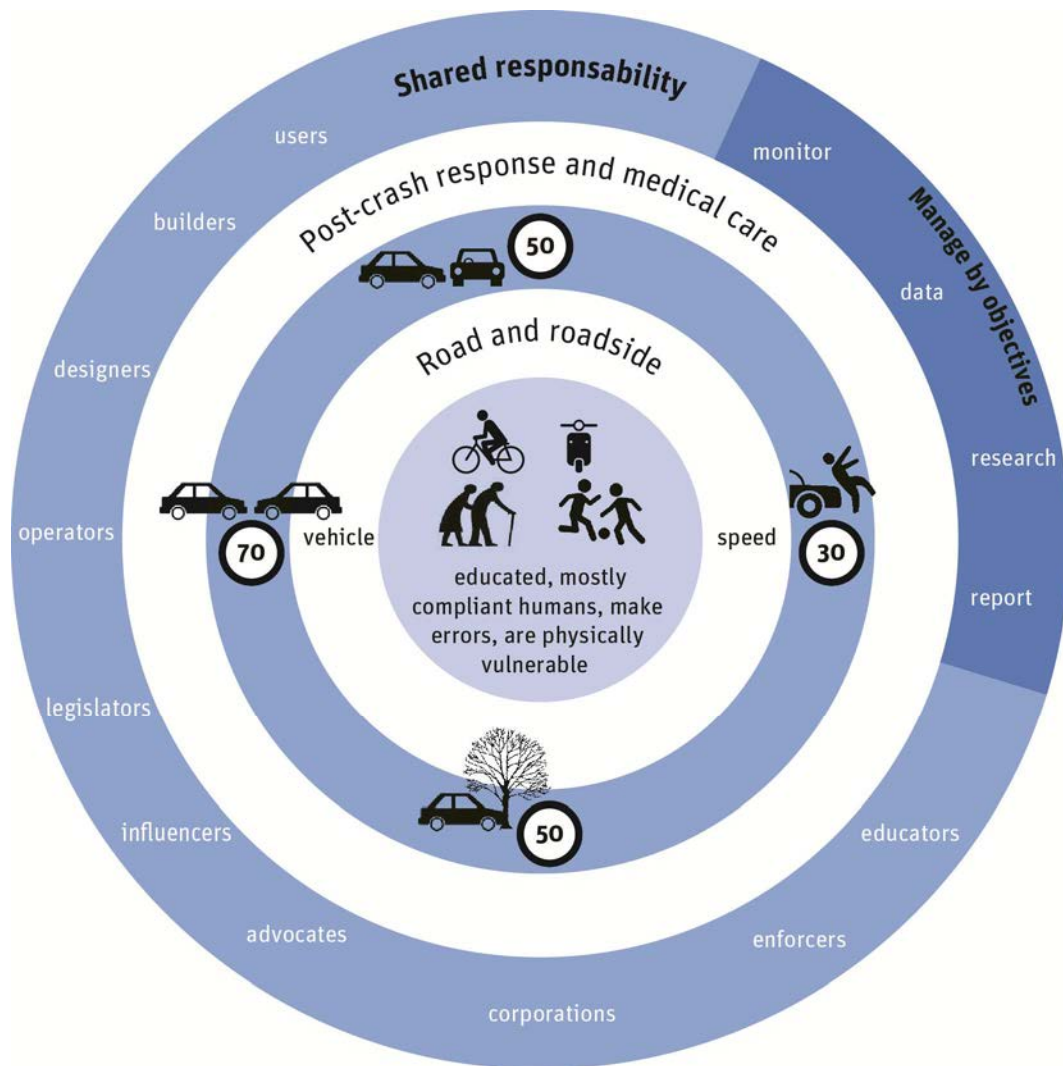 Shared responsability
users
monitor
builders
Post-crash response and medical care
Manage by objectives
50
data
designers
Road and roadside
research
operators
70
vehicle
speed
30
educated, mostly
compliant humans, make
errors, are physically
vulnerable
report
legislators
influencers
50
educators
advocates
enforcers
corporations